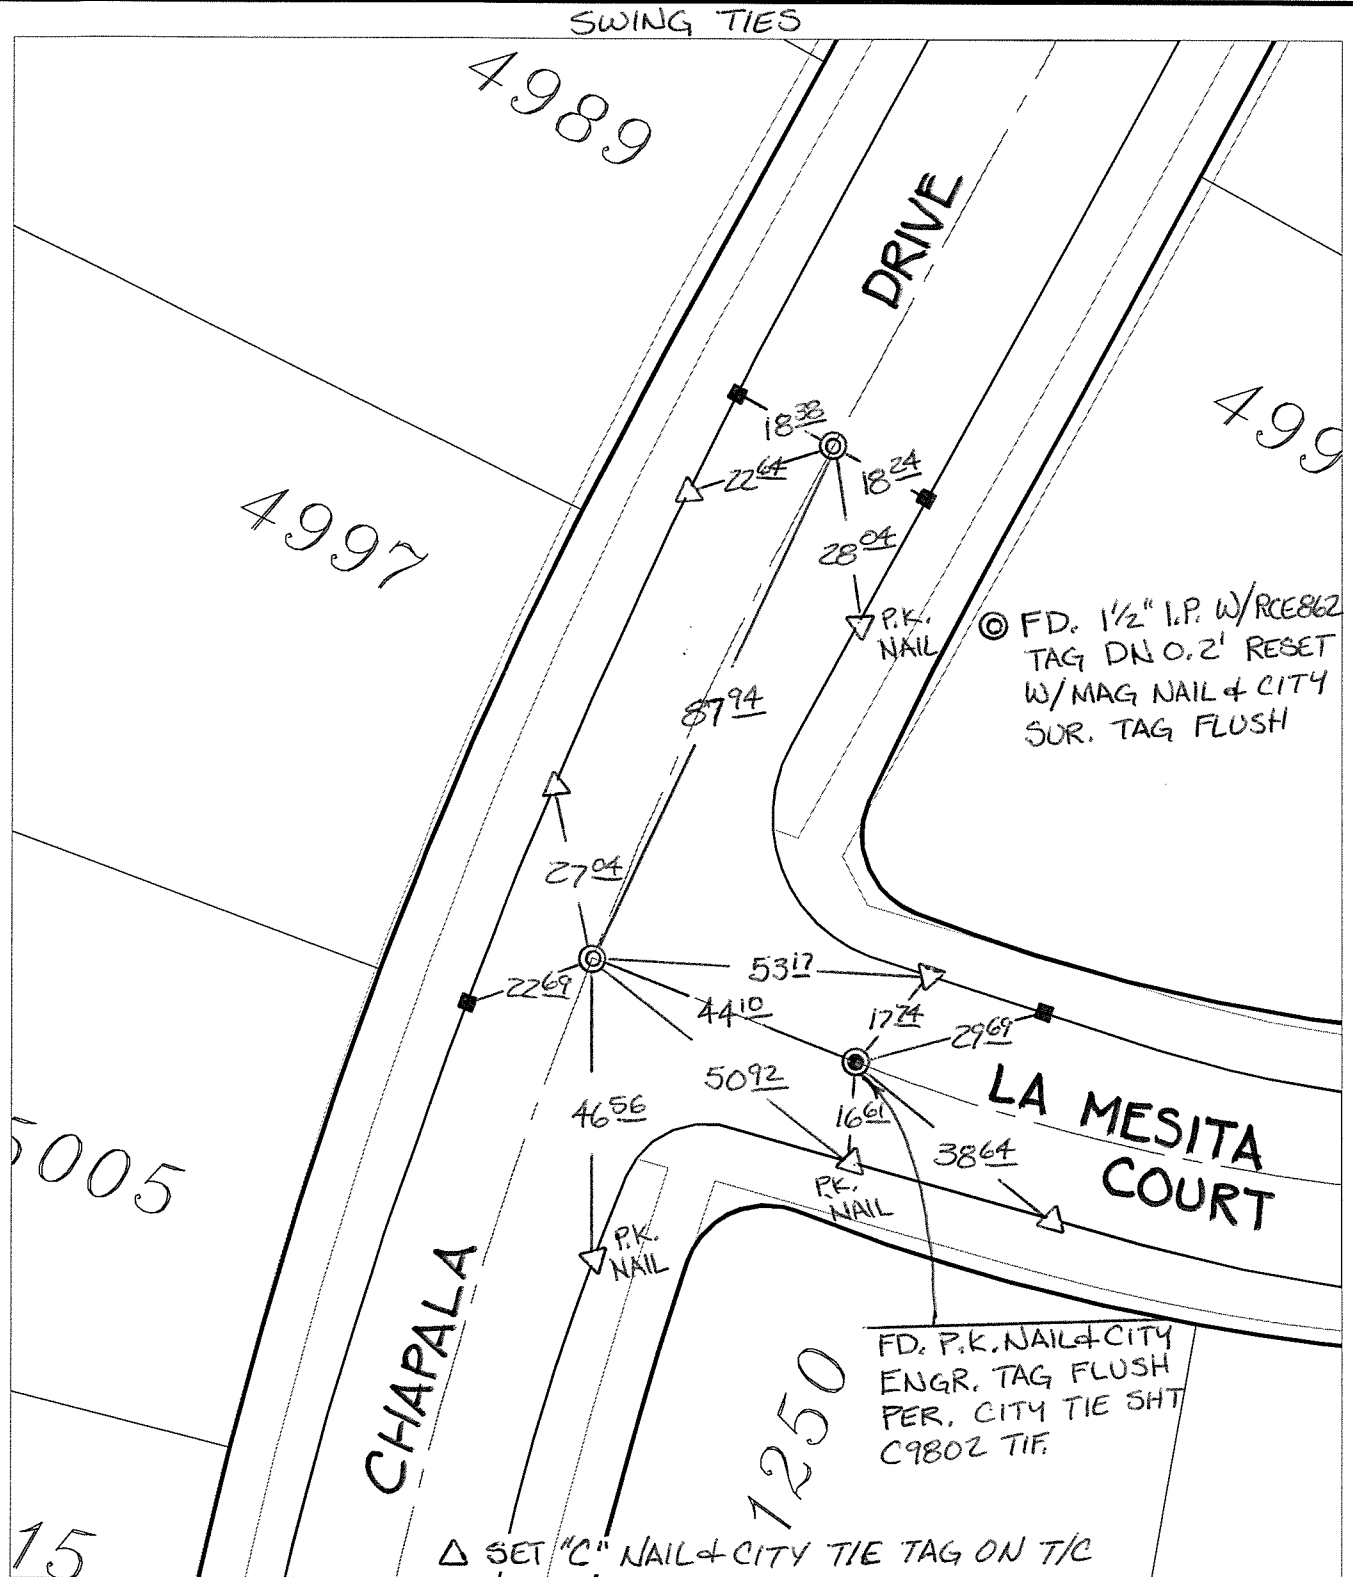 SWING TIES
4989
DRIVE
18 38
22 64
18 24
499
4997
28 04
P.K.
NAIL
FD. 1 1/2" I.P. W/RCE862
TAG DN 0.2' RESET
W/MAG NAIL & CITY
SUR. TAG FLUSH
87 94
27 04
53 17
22 69
44 10
17 74
29 69
50 92
46 56
16 61
38 64
LA MESITA
COURT
5005
P.K.
NAIL
P.K.
NAIL
CHAPALA
FD. P.K. NAIL & CITY
ENGR. TAG FLUSH
PER. CITY TIE SHT
C9802 TIF.
1250
15
△ SET "C" NAIL & CITY TIE TAG ON T/C